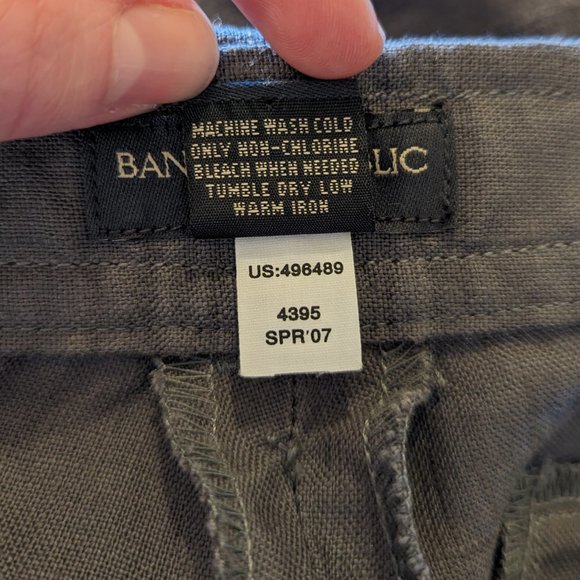 MACHINE WASH COLD
ONLY NON-CHLORINE
BLEACH WHEN NEEDED
TUMBLE DRY LOW
WARM IRON
BAN LIC
US:496489
4395
SPR'07